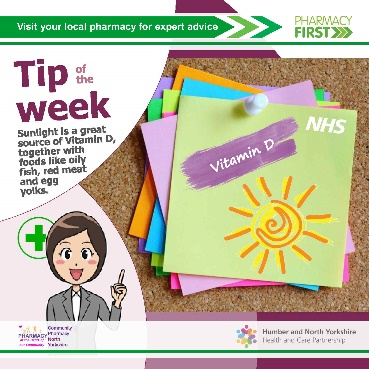 Visit your local pharmacy for expert advice
PHARMACY
FIRST
Tip of
the
week
Sunlight is a great
source of Vitamin D,
together with
foods like oily
fish, red meat
and egg
yolks.
NHS
Vitamin D
PHARMACY
Community
Pharmacy
North
Yorkshire
Humber and North Yorkshire
Health and Care Partnership